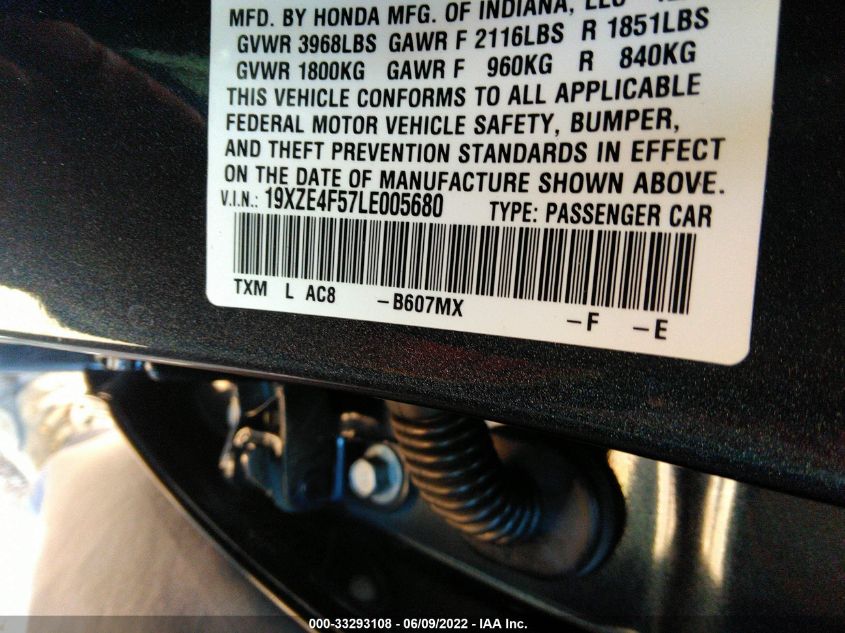 MFD. BY HONDA MFG. OF INDIANA, LLC
GVWR 3968LBS GAWR F 2116LBS R 1851LBS
GVWR 1800KG GAWR F 960KG R 840KG
THIS VEHICLE CONFORMS TO ALL APPLICABLE
FEDERAL MOTOR VEHICLE SAFETY, BUMPER,
AND THEFT PREVENTION STANDARDS IN EFFECT
ON THE DATE OF MANUFACTURE SHOWN ABOVE.
V.I.N.: 19XZE4F57LE005680 TYPE: PASSENGER CAR
TXM L AC8 -B607MX -F -E
000-33293108 - 06/09/2022 - IAA Inc.